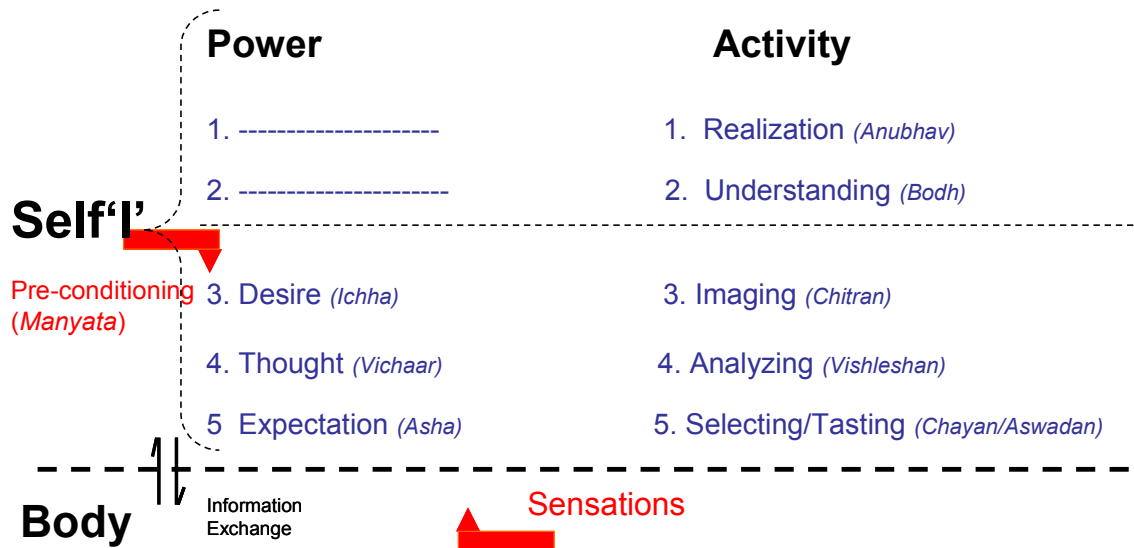 Power Activity
1. --------------------- 1. Realization (Anubhav)
2. ---------------------- 2. Understanding (Bodh)
Self‘I’
Pre-conditioning
(Manyata)
3. Desire (Ichha) 3. Imaging (Chitran)
4. Thought (Vichaar) 4. Analyzing (Vishleshan)
5 Expectation (Asha) 5. Selecting/Tasting (Chayan/Aswadan)
Body
Information
Exchange
Sensations